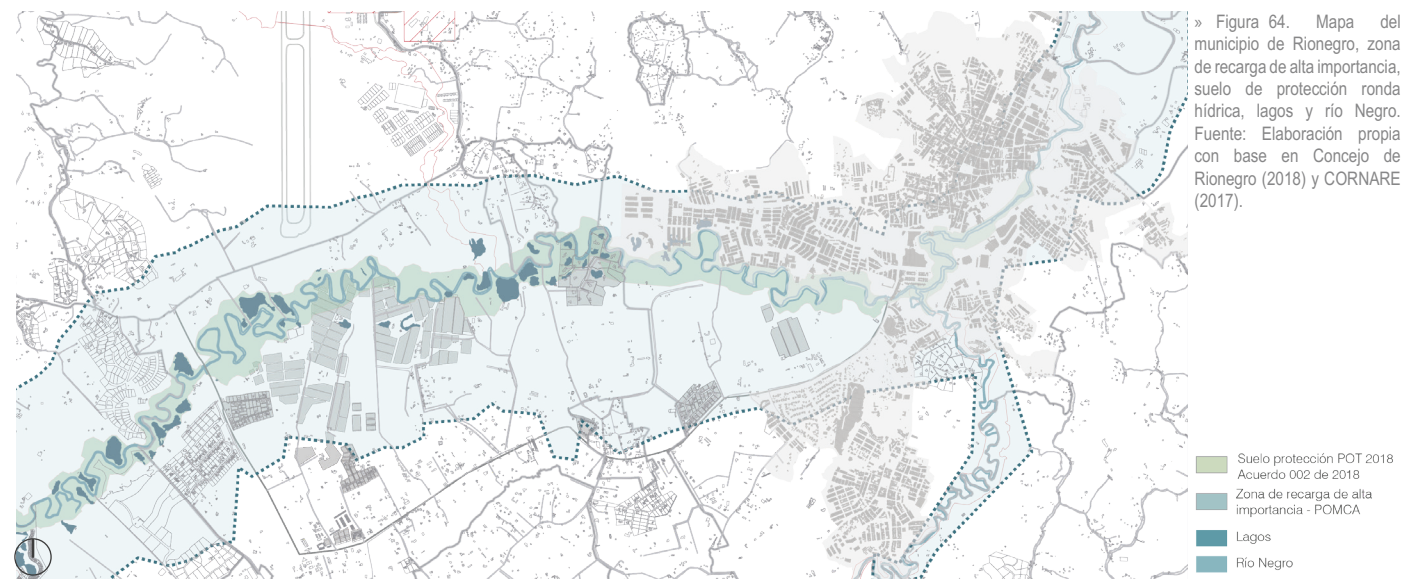 » Figura 64. Mapa del
municipio de Rionegro, zona
de recarga de alta importancia,
suelo de protección ronda
hídrica, lagos y río Negro.
Fuente: Elaboración propia
con base en Concejo de
Rionegro (2018) y CORNARE
(2017).
Suelo protección POT 2018
Acuerdo 002 de 2018
Zona de recarga de alta
importancia - POMCA
Lagos
Río Negro